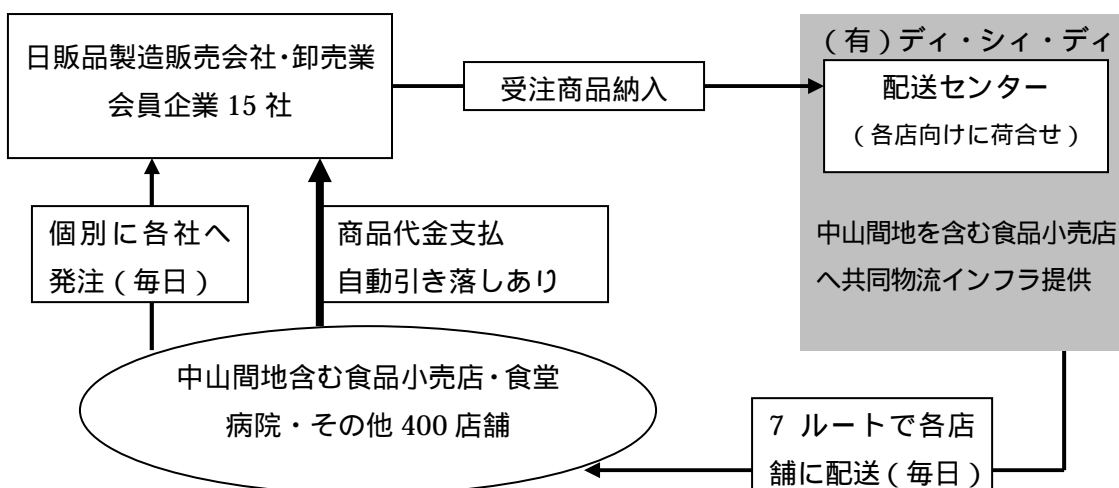 日販品製造販売会社・卸売業
会員企業 15 社
受注商品納入
(有)ディ・シィ・ディ
配送センター
(各店向けに荷合せ)
個別に各社へ
発注(毎日)
商品代金支払
自動引き落しあり
中山間地を含む食品小売店
へ共同物流インフラ提供
中山間地含む食品小売店・食堂
病院・その他 400 店舗
7 ルートで各店
舗に配送(毎日)